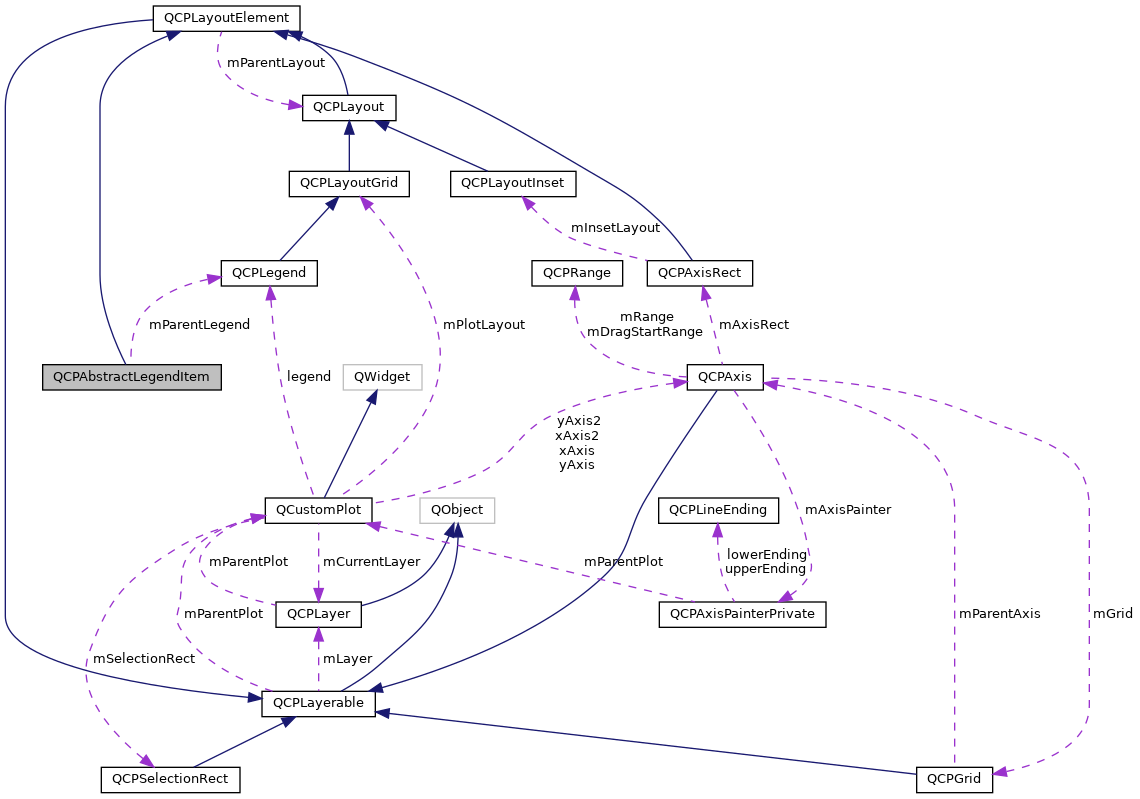 QCPLayoutElement
mParentLayout
QCPLayout
QCPLayoutGrid
QCPLayoutInset
mInsetLayout
QCPLegend
QCPRange
QCPAxisRect
mParentLegend
mPlotLayout
mRange
mDragStartRange
mAxisRect
QCPAbstractLegendItem
legend
QWidget
QCPAxis
yAxis2
xAxis2
xAxis
yAxis
QCustomPlot
QObject
QCPLineEnding
mAxisPainter
mParentPlot
mCurrentLayer
mParentPlot
lowerEnding
upperEnding
mParentPlot
QCPLayer
QCPAxisPainterPrivate
mParentAxis
mGrid
mSelectionRect
mLayer
QCPLayerable
QCPSelectionRect
QCPGrid